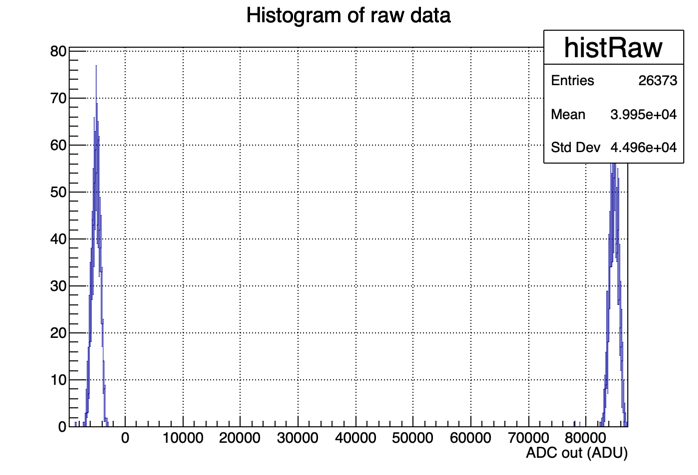 Histogram of raw data
histRaw
Entries 26373
Mean 3.995e+04
Std Dev 4.496e+04
80
70
60
50
40
30
20
10
0
0 10000 20000 30000 40000 50000 60000 70000 80000
ADC out (ADU)